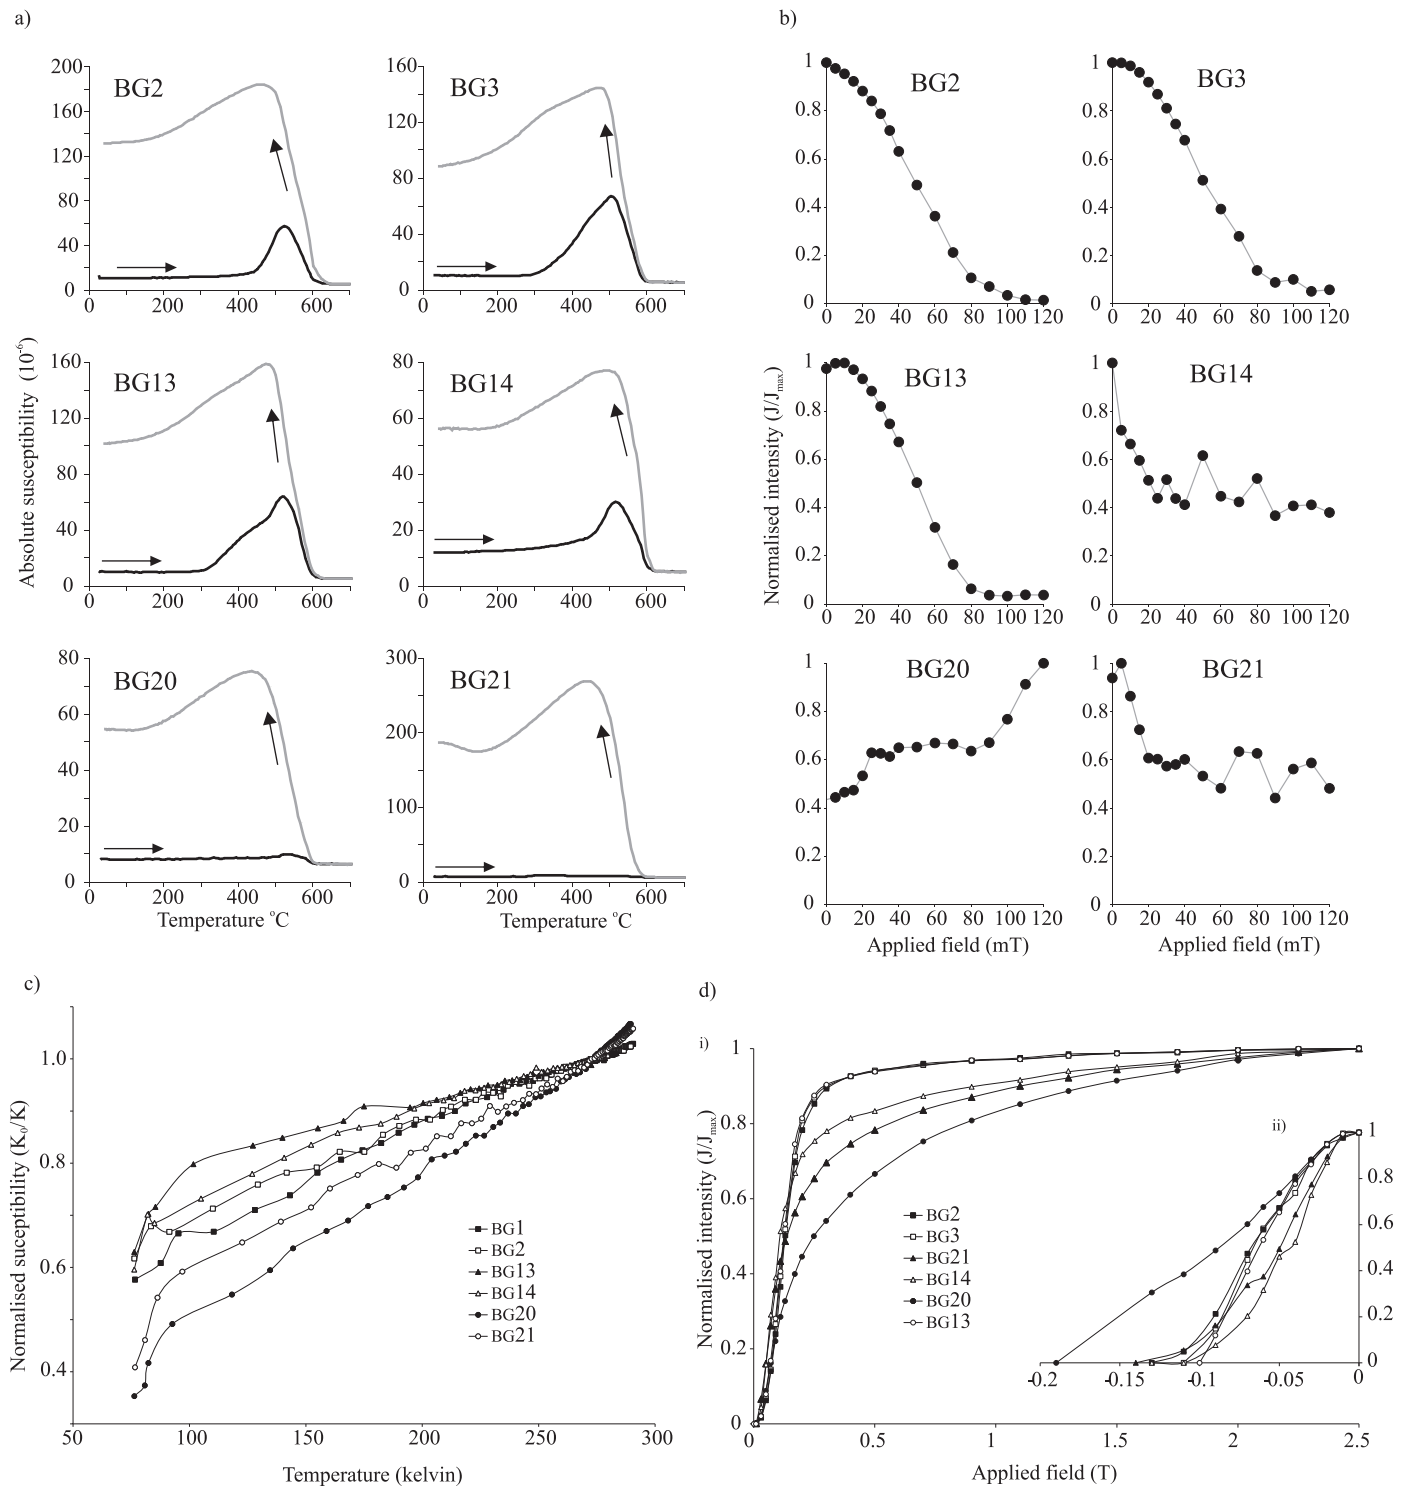 a)
Absolute susceptibility (10⁻⁶)
BG2
200
160
120
80
40
0
0 200 400 600
BG3
160
120
80
40
0
0 200 400 600
BG13
160
120
80
40
0
0 200 400 600
BG14
80
60
40
20
0
0 200 400 600
BG20
80
60
40
20
0
0 200 400 600
Temperature °C
BG21
300
200
100
0
0 200 400 600
Temperature °C
b)
Normalised intensity (J/Jmax)
BG2
1
0.8
0.6
0.4
0.2
0
0 20 40 60 80 100 120
BG3
1
0.8
0.6
0.4
0.2
0
0 20 40 60 80 100 120
BG13
1
0.8
0.6
0.4
0.2
0
0 20 40 60 80 100 120
BG14
1
0.8
0.6
0.4
0.2
0
0 20 40 60 80 100 120
BG20
1
0.8
0.6
0.4
0.2
0
0 20 40 60 80 100 120
Applied field (mT)
BG21
1
0.8
0.6
0.4
0.2
0
0 20 40 60 80 100 120
Applied field (mT)
c)
Normalised suceptibility (K₀/K)
1.0
0.8
0.6
0.4
BG1
BG2
BG13
BG14
BG20
BG21
50 100 150 200 250 300
Temperature (kelvin)
d)
i)
Normalised intensity (J/Jmax)
1
0.8
0.6
0.4
0.2
0
BG2
BG3
BG21
BG14
BG20
BG13
0 0.5 1 1.5 2 2.5
Applied field (T)
ii)
1
0.8
0.6
0.4
0.2
0
-0.2 -0.15 -0.1 -0.05 0